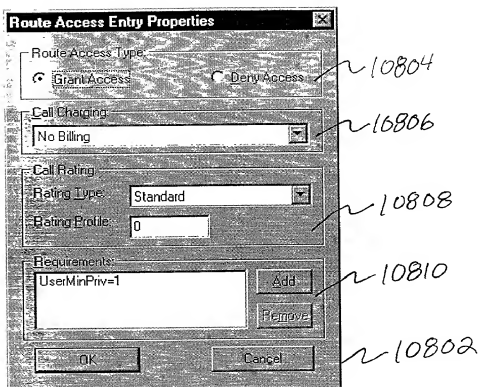 Route Access Entry Properties
Route Access Type:
Grant Access Deny Access 10804
Call Charging:
No Billing 10806
Call Rating:
Rating Type: Standard
10808
Rating Profile: 0
Requirements:
UserMinPriv=1 Add 10810
Remove
OK Cancel 10802